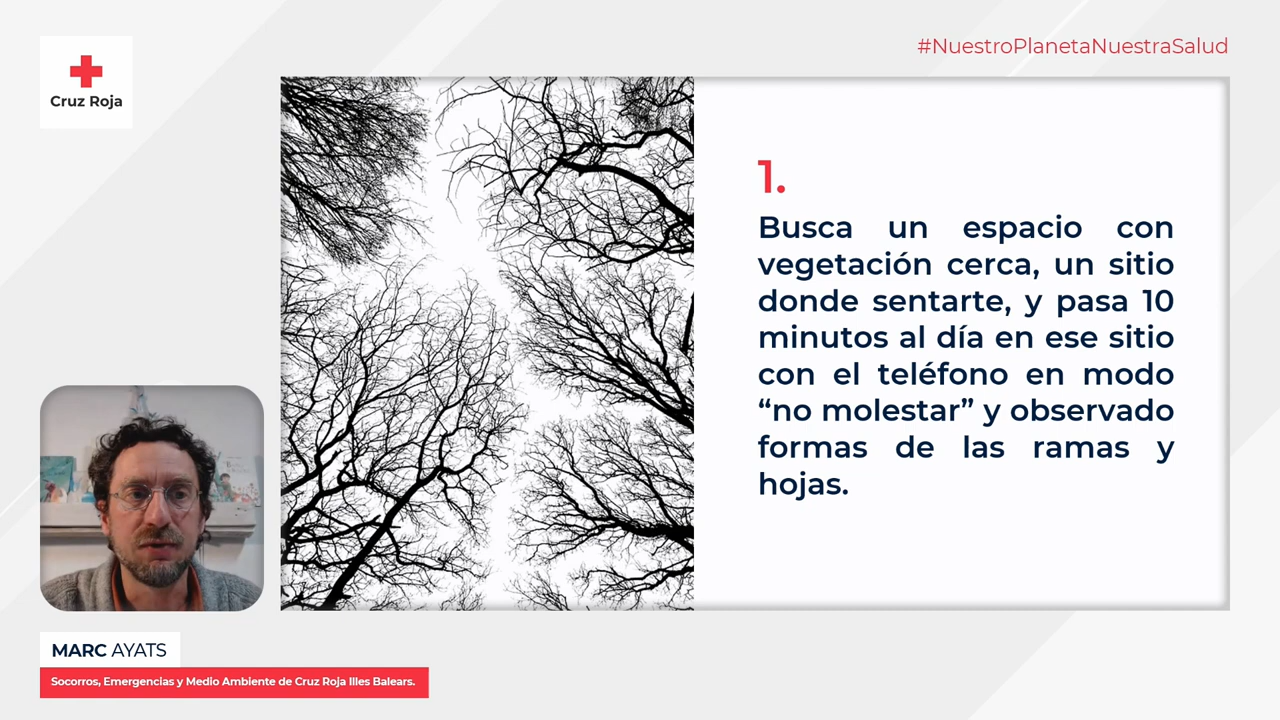 #NuestroPlanetaNuestraSalud
Cruz Roja
1.
Busca un espacio con
vegetación cerca, un sitio
donde sentarte, y pasa 10
minutos al día en ese sitio
con el teléfono en modo
“no molestar” y observado
formas de las ramas y
hojas.
MARC AYATS
Socorros, Emergencias y Medio Ambiente de Cruz Roja Illes Balears.